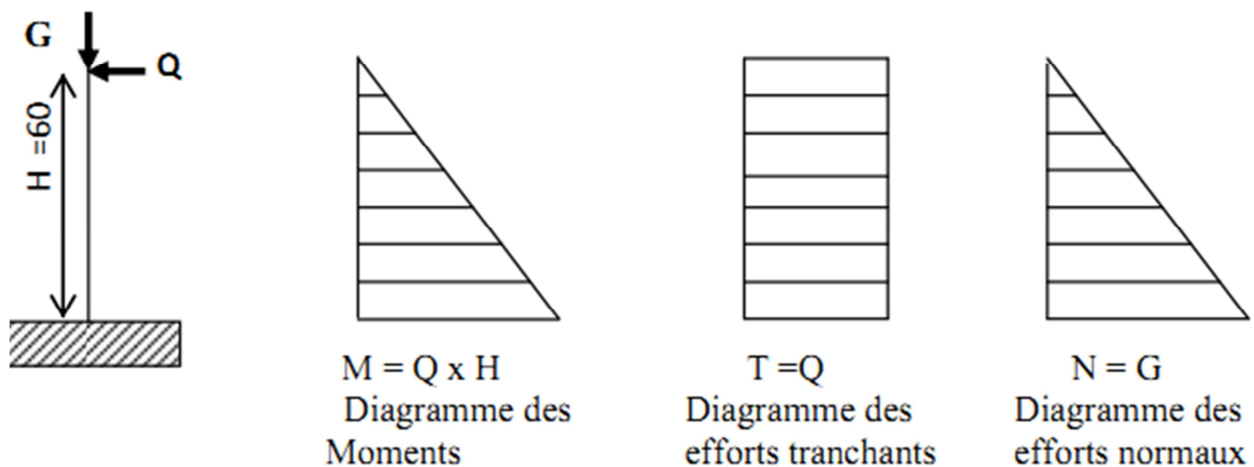 G
Q
H =60
M = Q x H
Diagramme des
Moments
T =Q
Diagramme des
efforts tranchants
N = G
Diagramme des
efforts normaux